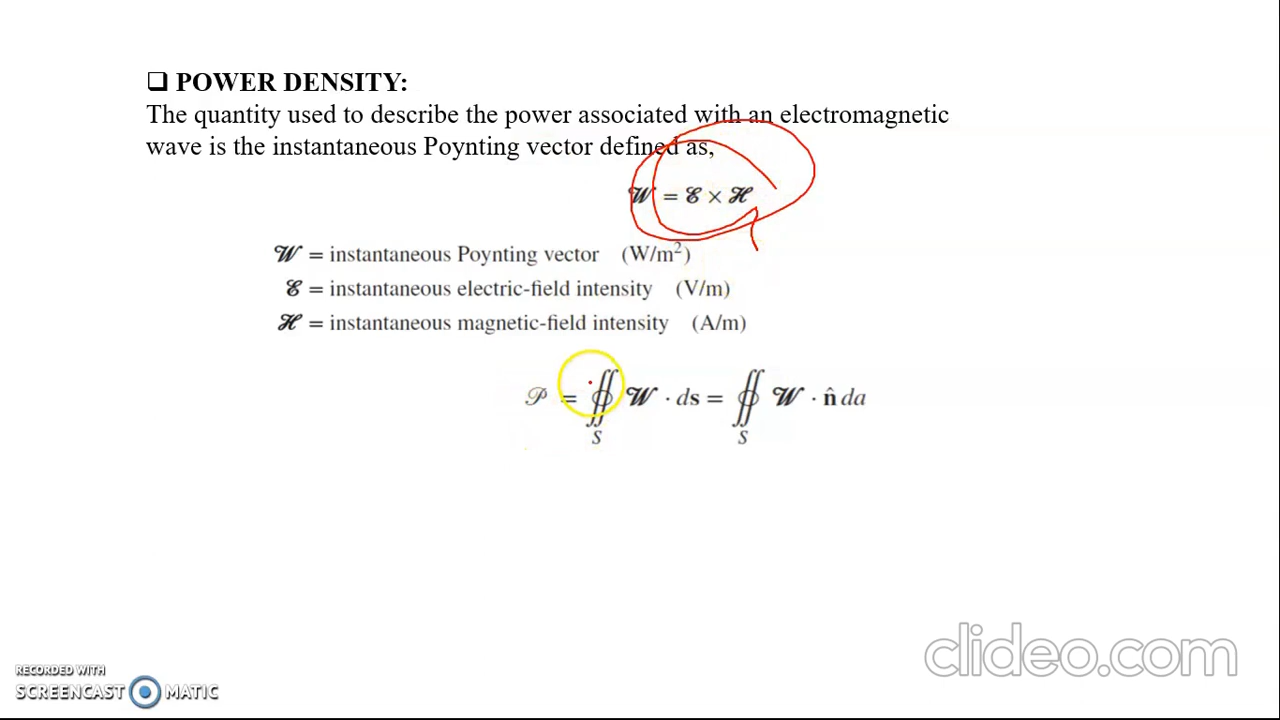 ❑ POWER DENSITY:
The quantity used to describe the power associated with an electromagnetic
wave is the instantaneous Poynting vector defined as,
𝓦 = 𝓔 × 𝓗
𝓦 = instantaneous Poynting vector (W/m²)
𝓔 = instantaneous electric-field intensity (V/m)
𝓗 = instantaneous magnetic-field intensity (A/m)
𝒫 = ∯_S 𝓦 · ds = ∯_S 𝓦 · n̂ da
clideo.com
RECORDED WITH
SCREENCAST MATIC